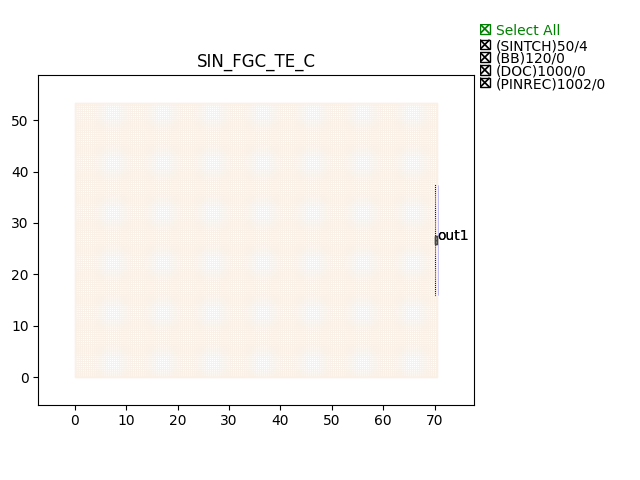 Select All
(SINTCH)50/4
(BB)120/0
(DOC)1000/0
(PINREC)1002/0
SIN_FGC_TE_C
50
40
30
20
10
0
out1
0 10 20 30 40 50 60 70